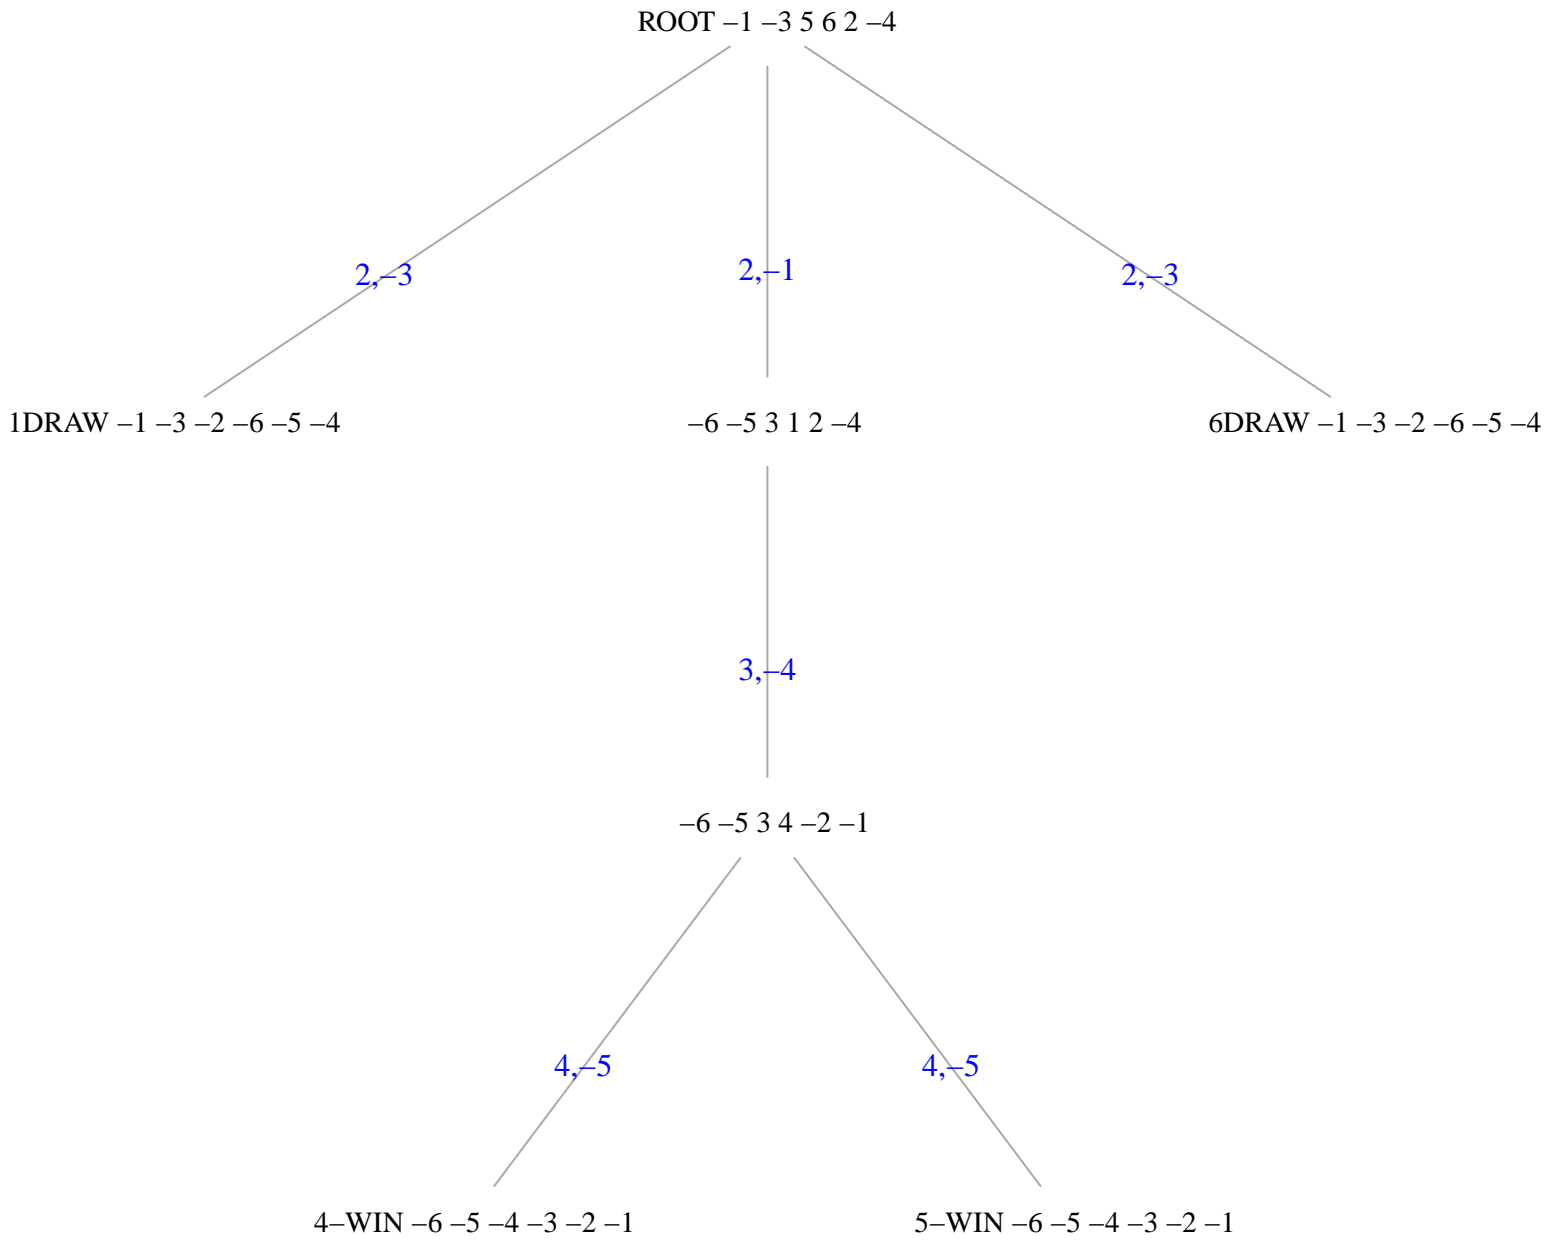 ROOT –1 –3 5 6 2 –4
2,–3
2,–1
2,–3
1DRAW –1 –3 –2 –6 –5 –4
–6 –5 3 1 2 –4
6DRAW –1 –3 –2 –6 –5 –4
3,–4
–6 –5 3 4 –2 –1
4,–5
4,–5
4–WIN –6 –5 –4 –3 –2 –1
5–WIN –6 –5 –4 –3 –2 –1